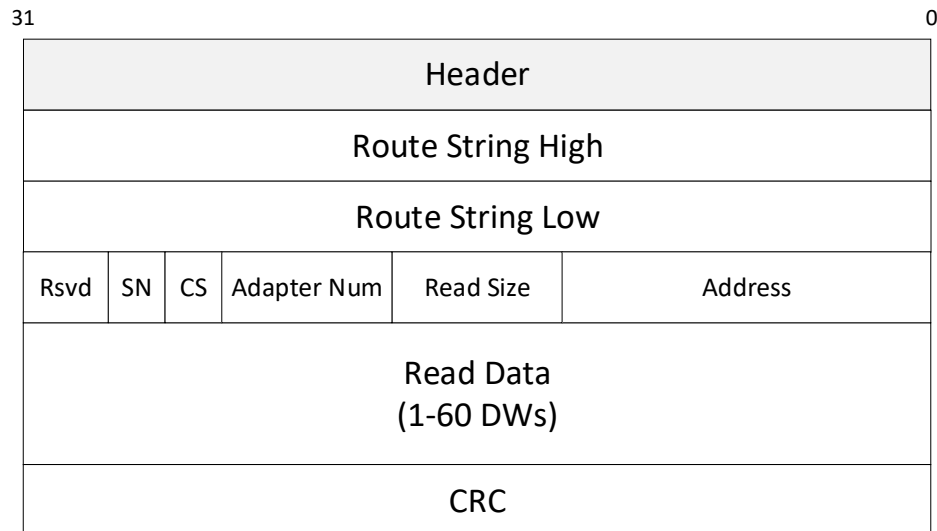 31 0
Header
Route String High
Route String Low
Rsvd SN CS Adapter Num Read Size Address
Read Data
(1-60 DWs)
CRC